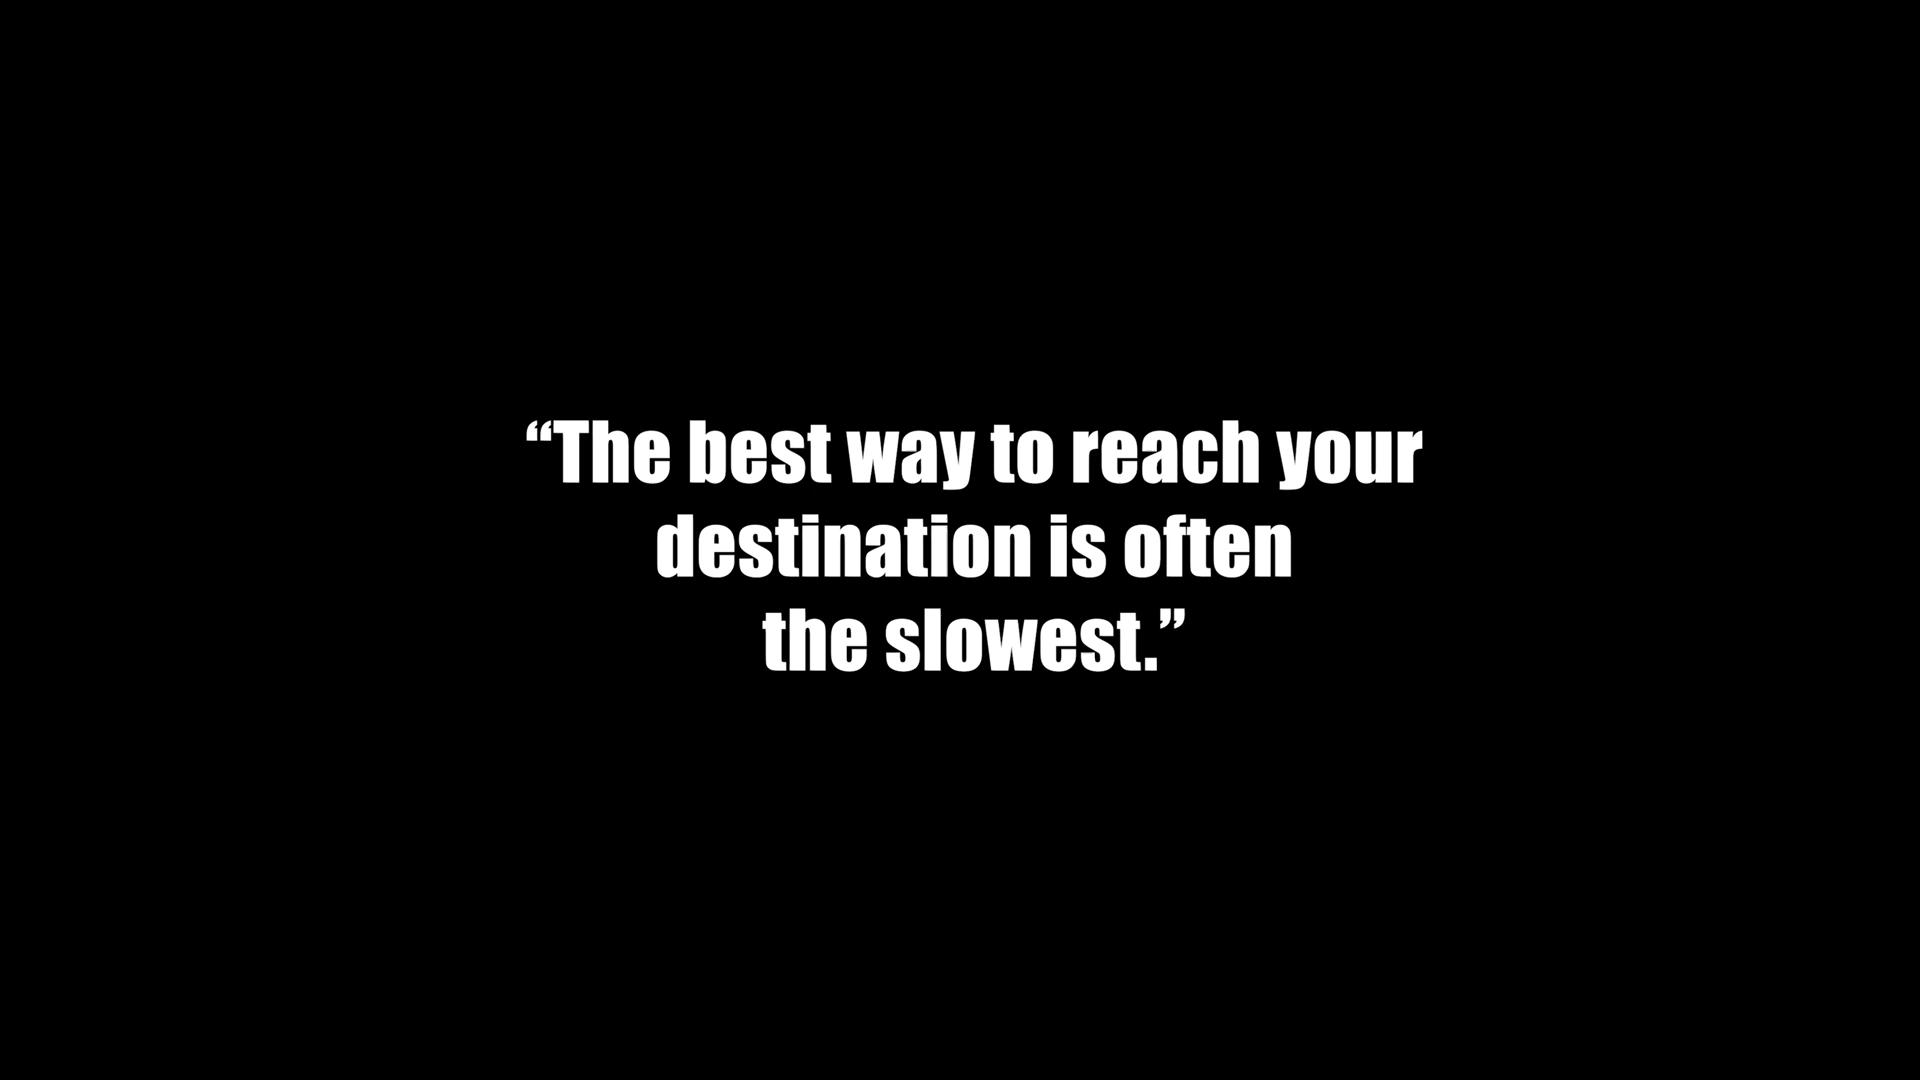 “The best way to reach your
destination is often
the slowest.”